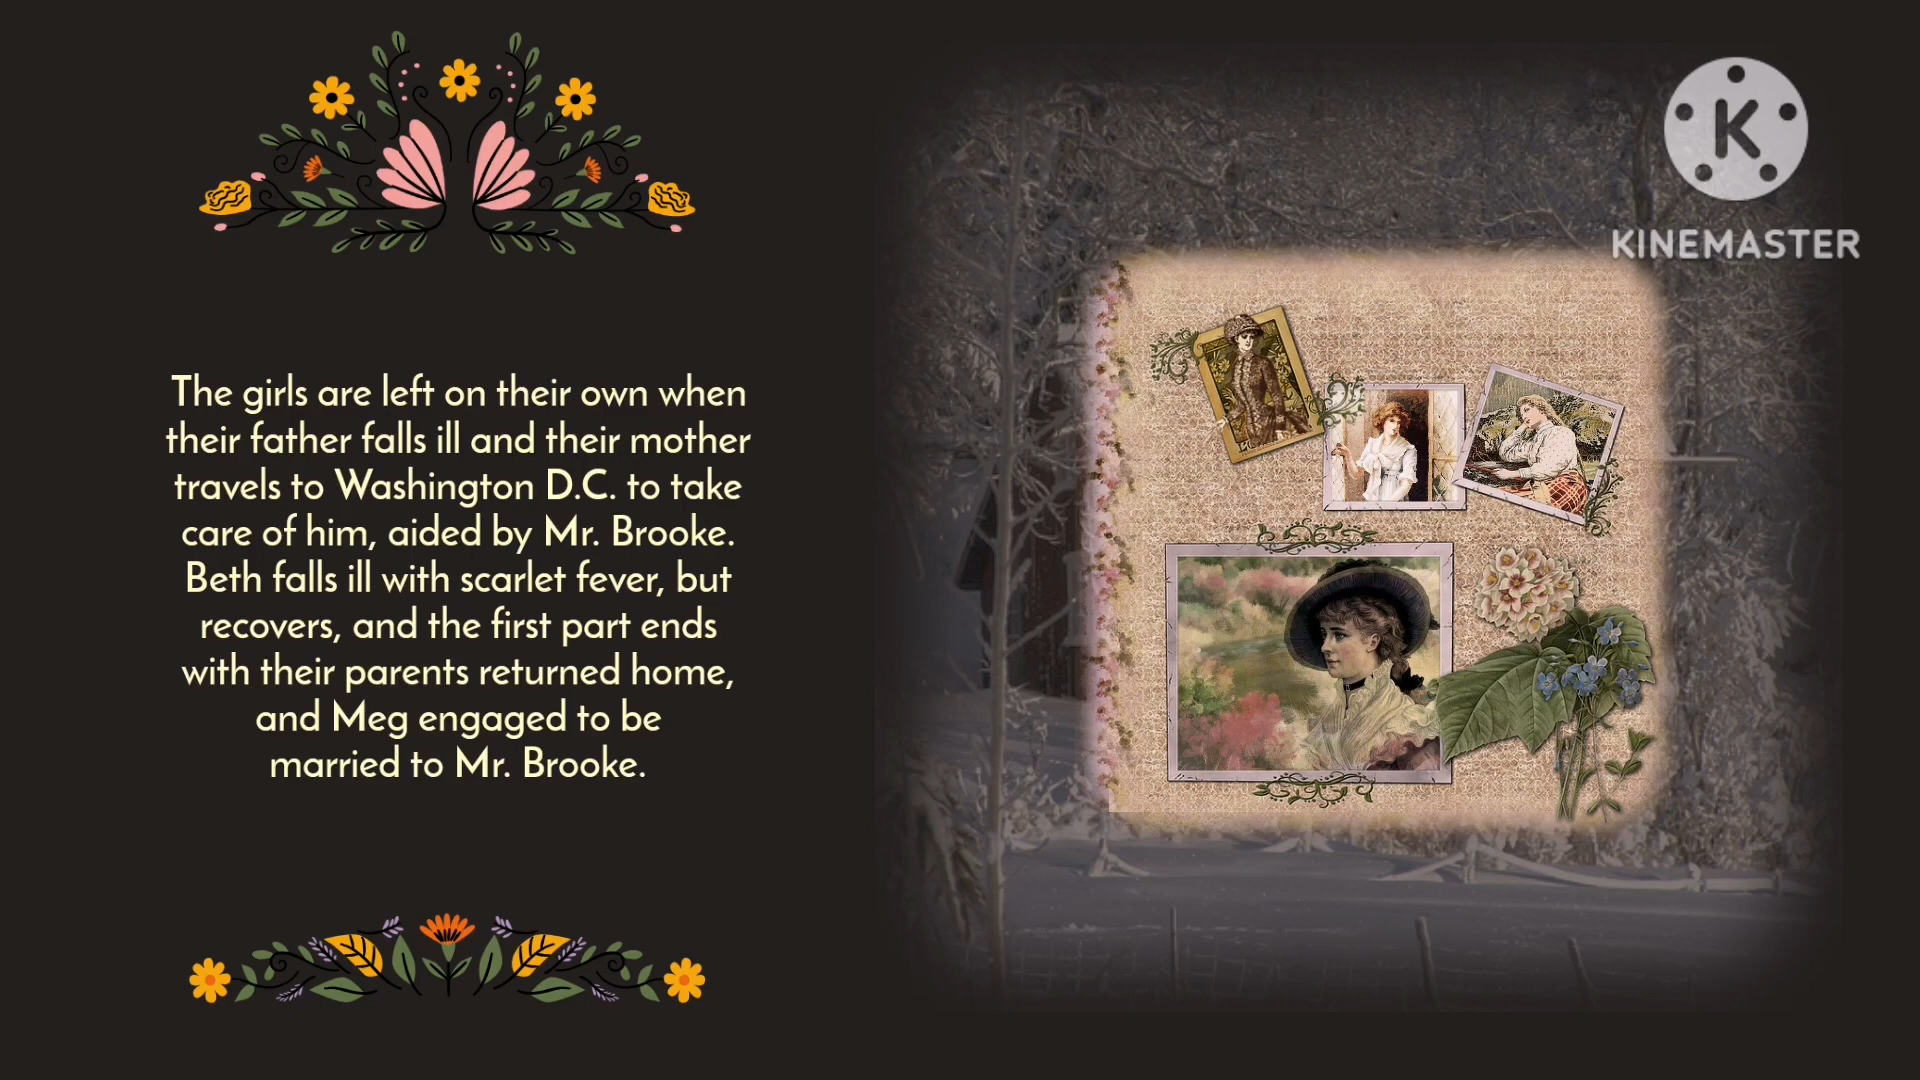 The girls are left on their own when
their father falls ill and their mother
travels to Washington D.C. to take
care of him, aided by Mr. Brooke.
Beth falls ill with scarlet fever, but
recovers, and the first part ends
with their parents returned home,
and Meg engaged to be
married to Mr. Brooke.
K
KINEMASTER